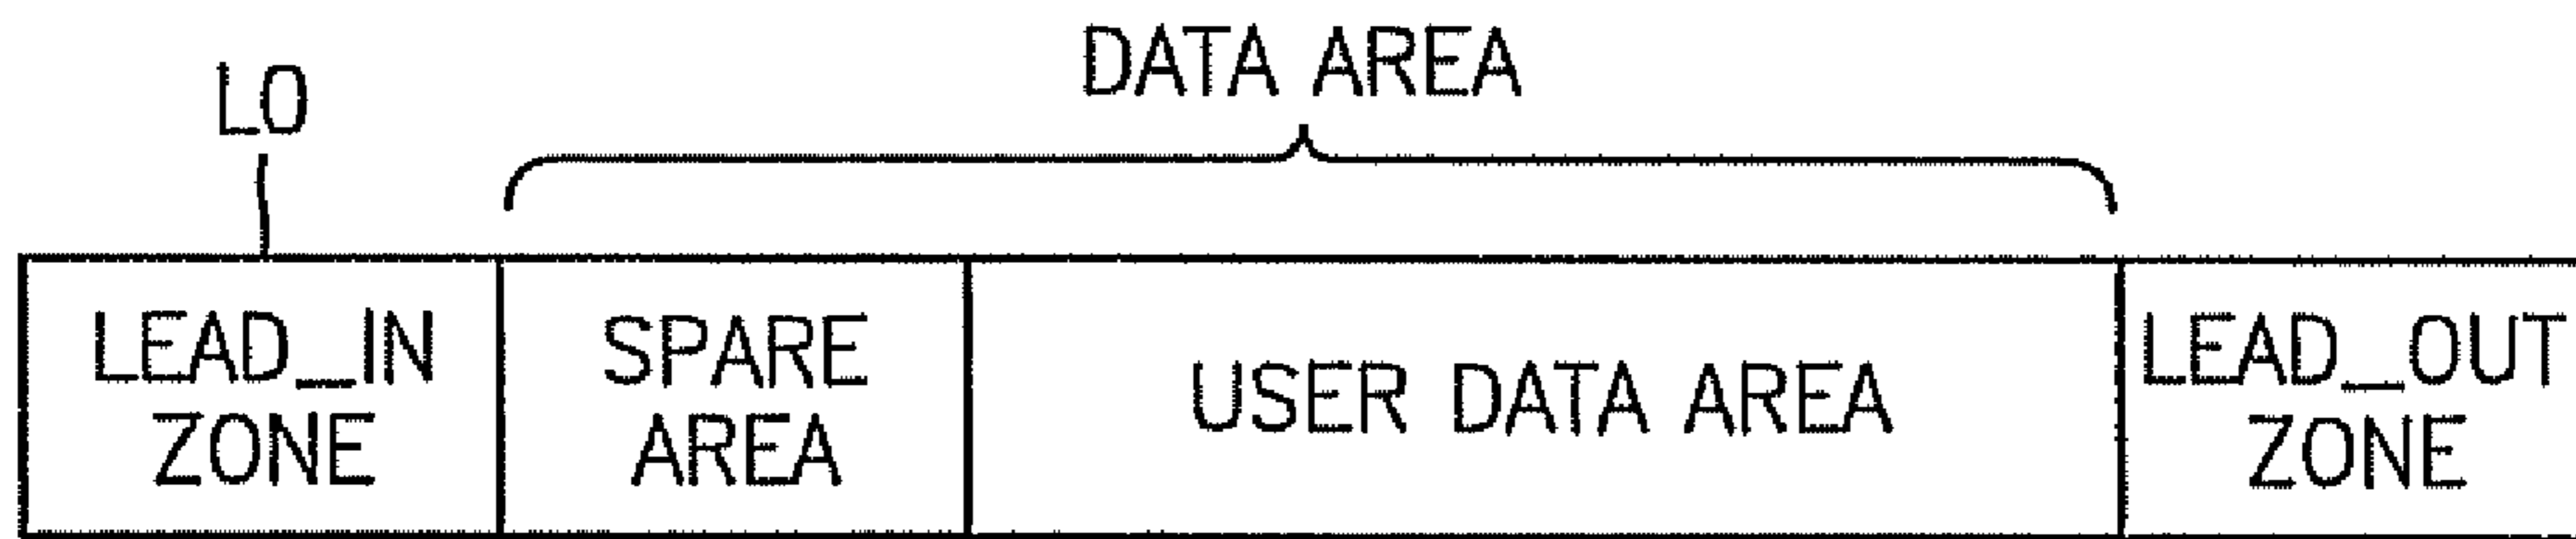 DATA AREA
L0
LEAD_IN
ZONE
SPARE
AREA
USER DATA AREA
LEAD_OUT
ZONE